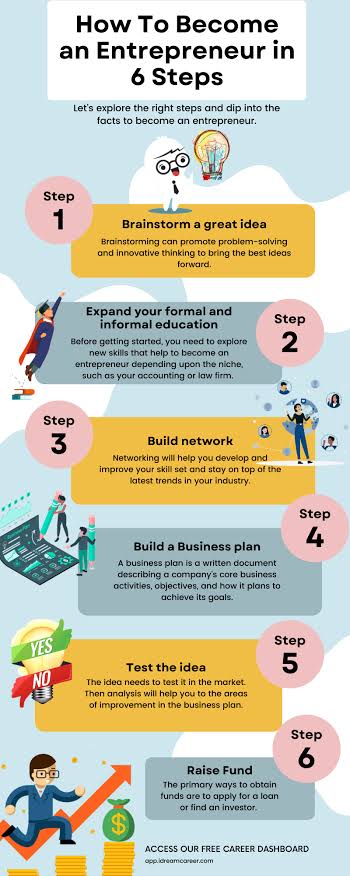 How To Become
an Entrepreneur in
6 Steps
Let's explore the right steps and dip into the
facts to become an entrepreneur.
Step
1
Brainstorm a great idea
Brainstorming can promote problem-solving
and innovative thinking to bring the best ideas
forward.
Expand your formal and
informal education
Before getting started, you need to explore
new skills that help to become an
entrepreneur depending upon the niche,
such as your accounting or law firm.
Step
2
Step
3
Build network
Networking will help you develop and
improve your skill set and stay on top of the
latest trends in your industry.
Step
4
Build a Business plan
A business plan is a written document
describing a company's core business
activities, objectives, and how it plans to
achieve its goals.
YES
NO
Test the idea
The idea needs to test it in the market.
Then analysis will help you to the areas
of improvement in the business plan.
Step
5
Step
6
Raise Fund
The primary ways to obtain
funds are to apply for a loan
or find an investor.
$
ACCESS OUR FREE CAREER DASHBOARD
app.idreamcareer.com